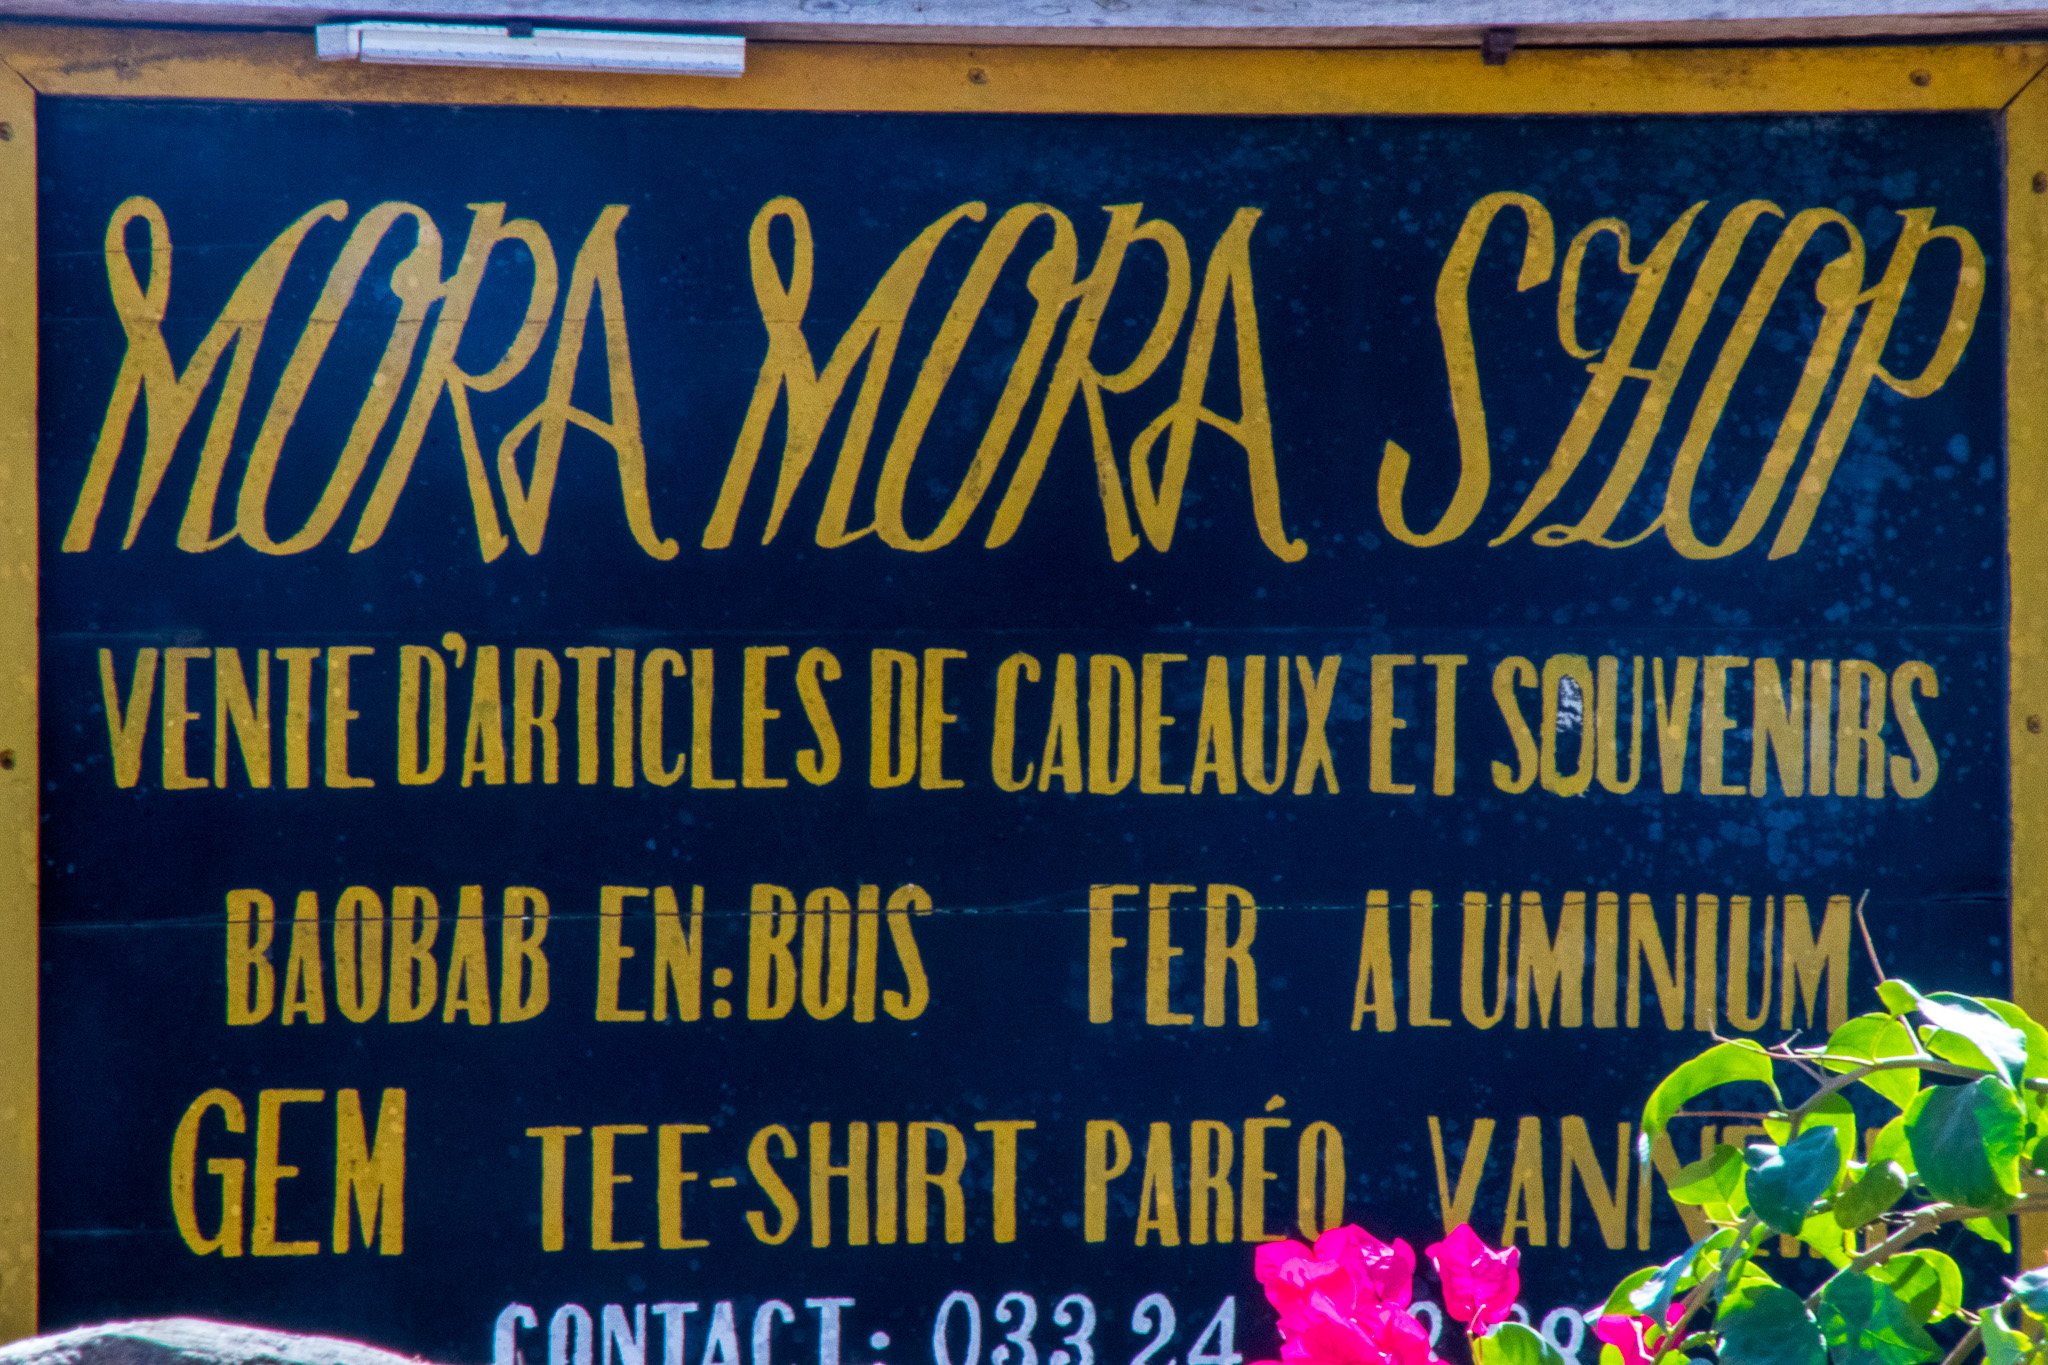 MORA MORA SHOP
VENTE D'ARTICLES DE CADEAUX ET SOUVENIRS
BAOBAB EN: BOIS FER ALUMINIUM
GEM TEE-SHIRT PARÉO
CONTACT: 033 24